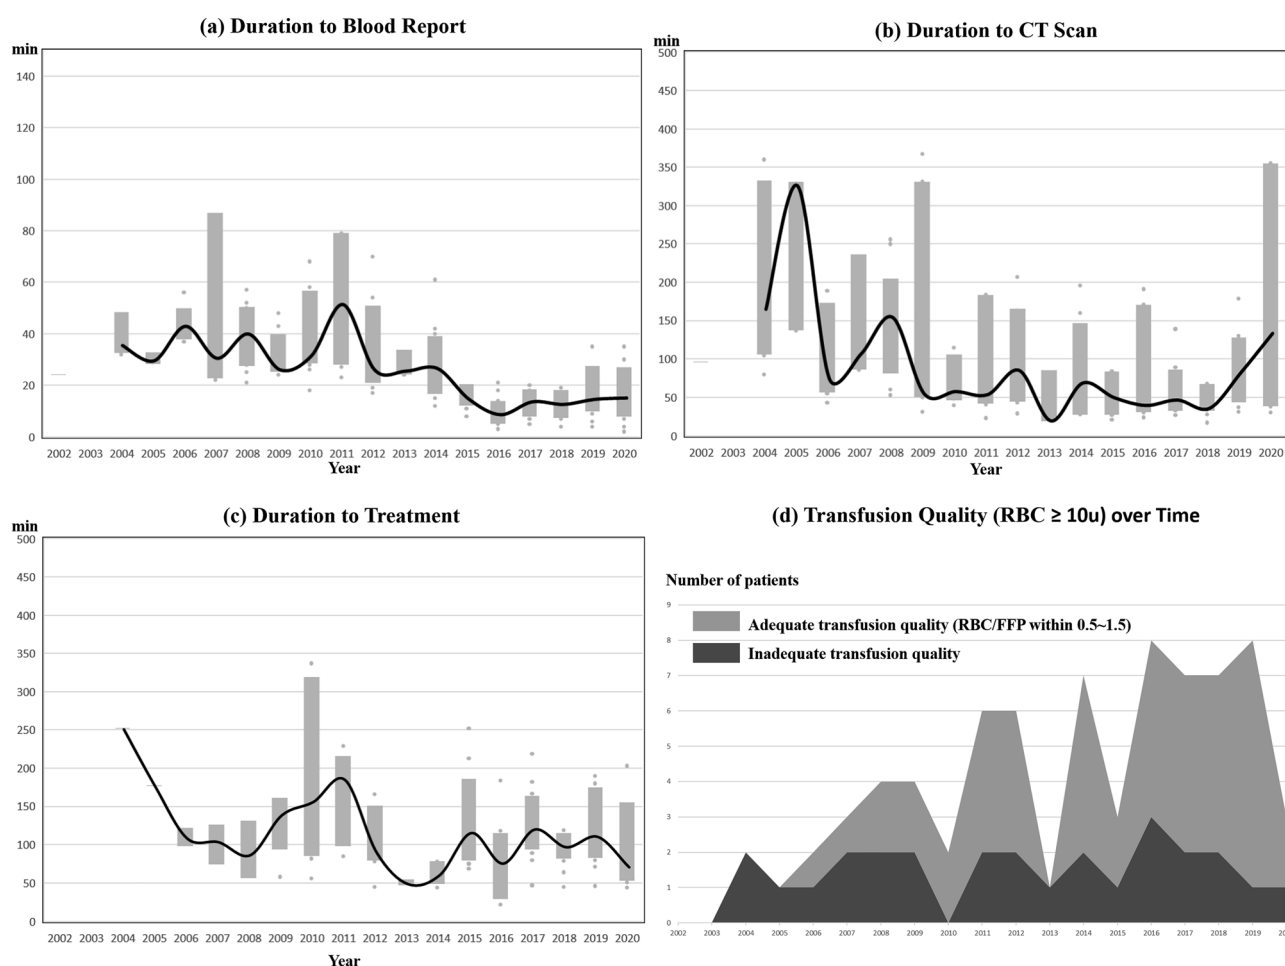 (a) Duration to Blood Report
min
140
120
100
80
60
40
20
0
2002 2003 2004 2005 2006 2007 2008 2009 2010 2011 2012 2013 2014 2015 2016 2017 2018 2019 2020
Year
(b) Duration to CT Scan
min
500
450
400
350
300
250
200
150
100
50
0
2002 2003 2004 2005 2006 2007 2008 2009 2010 2011 2012 2013 2014 2015 2016 2017 2018 2019 2020
Year
(c) Duration to Treatment
min
500
450
400
350
300
250
200
150
100
50
0
2002 2003 2004 2005 2006 2007 2008 2009 2010 2011 2012 2013 2014 2015 2016 2017 2018 2019 2020
Year
(d) Transfusion Quality (RBC ≥ 10u) over Time
Number of patients
9
8
7
6
5
4
3
2
1
0
Adequate transfusion quality (RBC/FFP within 0.5~1.5)
Inadequate transfusion quality
2002 2003 2004 2005 2006 2007 2008 2009 2010 2011 2012 2013 2014 2015 2016 2017 2018 2019